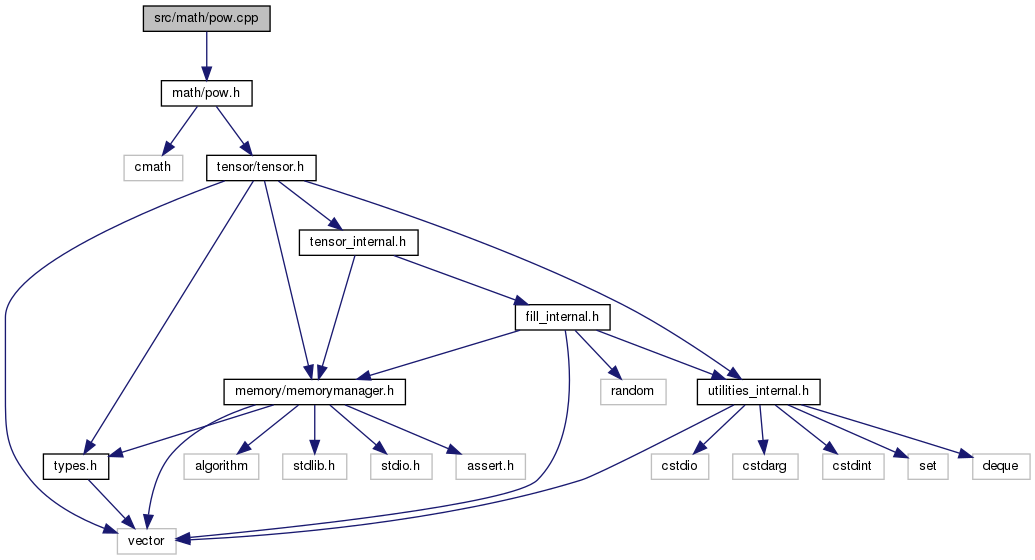 src/math/pow.cpp
math/pow.h
cmath
tensor/tensor.h
tensor_internal.h
fill_internal.h
memory/memorymanager.h
random
utilities_internal.h
types.h
algorithm
stdlib.h
stdio.h
assert.h
cstdio
cstdarg
cstdint
set
deque
vector